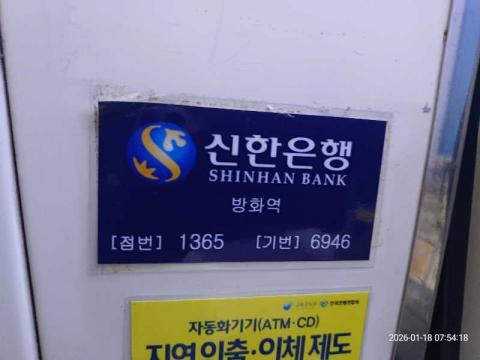 신한은행
SHINHAN BANK
방화역
[점번] 1365 [기번] 6946
자동화기기(ATM·CD)
지연인출·이체제도
2026-01-18 07:54:18